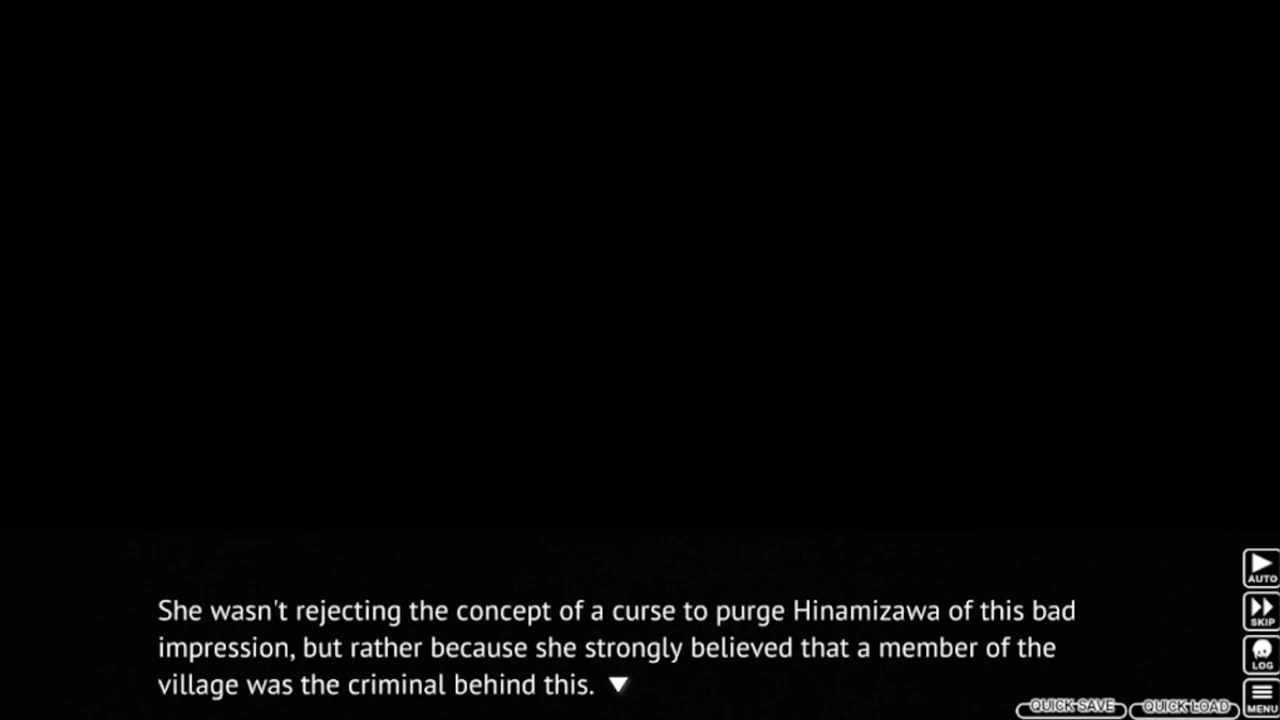 She wasn't rejecting the concept of a curse to purge Hinamizawa of this bad
impression, but rather because she strongly believed that a member of the
village was the criminal behind this.
AUTO
SKIP
LOG
MENU
QUICK SAVE
QUICK LOAD